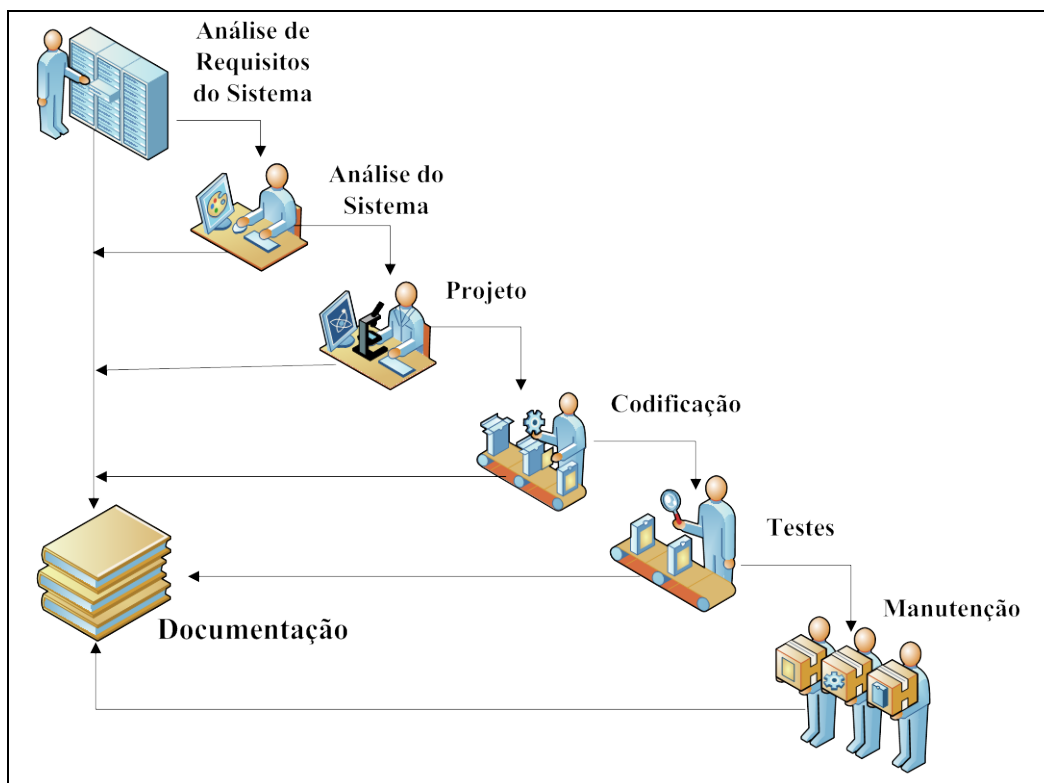 Análise de
Requisitos
do Sistema
Análise do
Sistema
Projeto
Codificação
Testes
Manutenção
Documentação